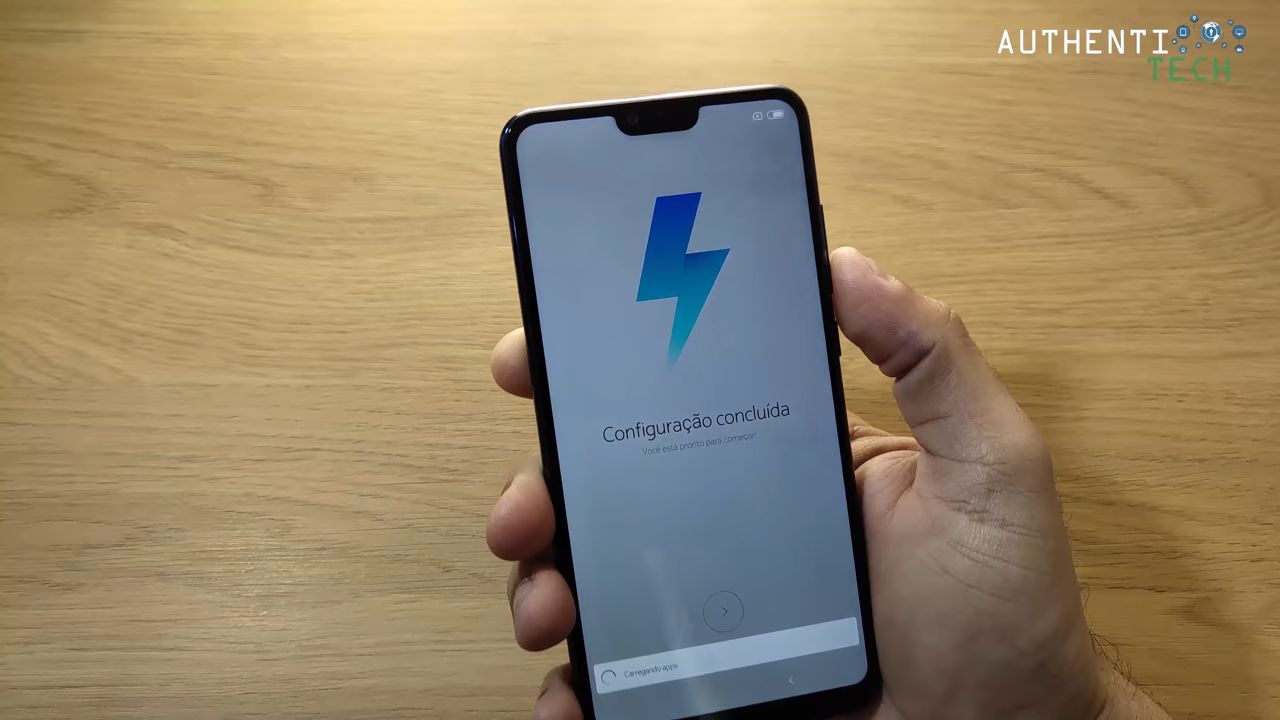 AUTHENTI
TECH
Configuração concluída
Você está pronto para começar!
Carregando apps